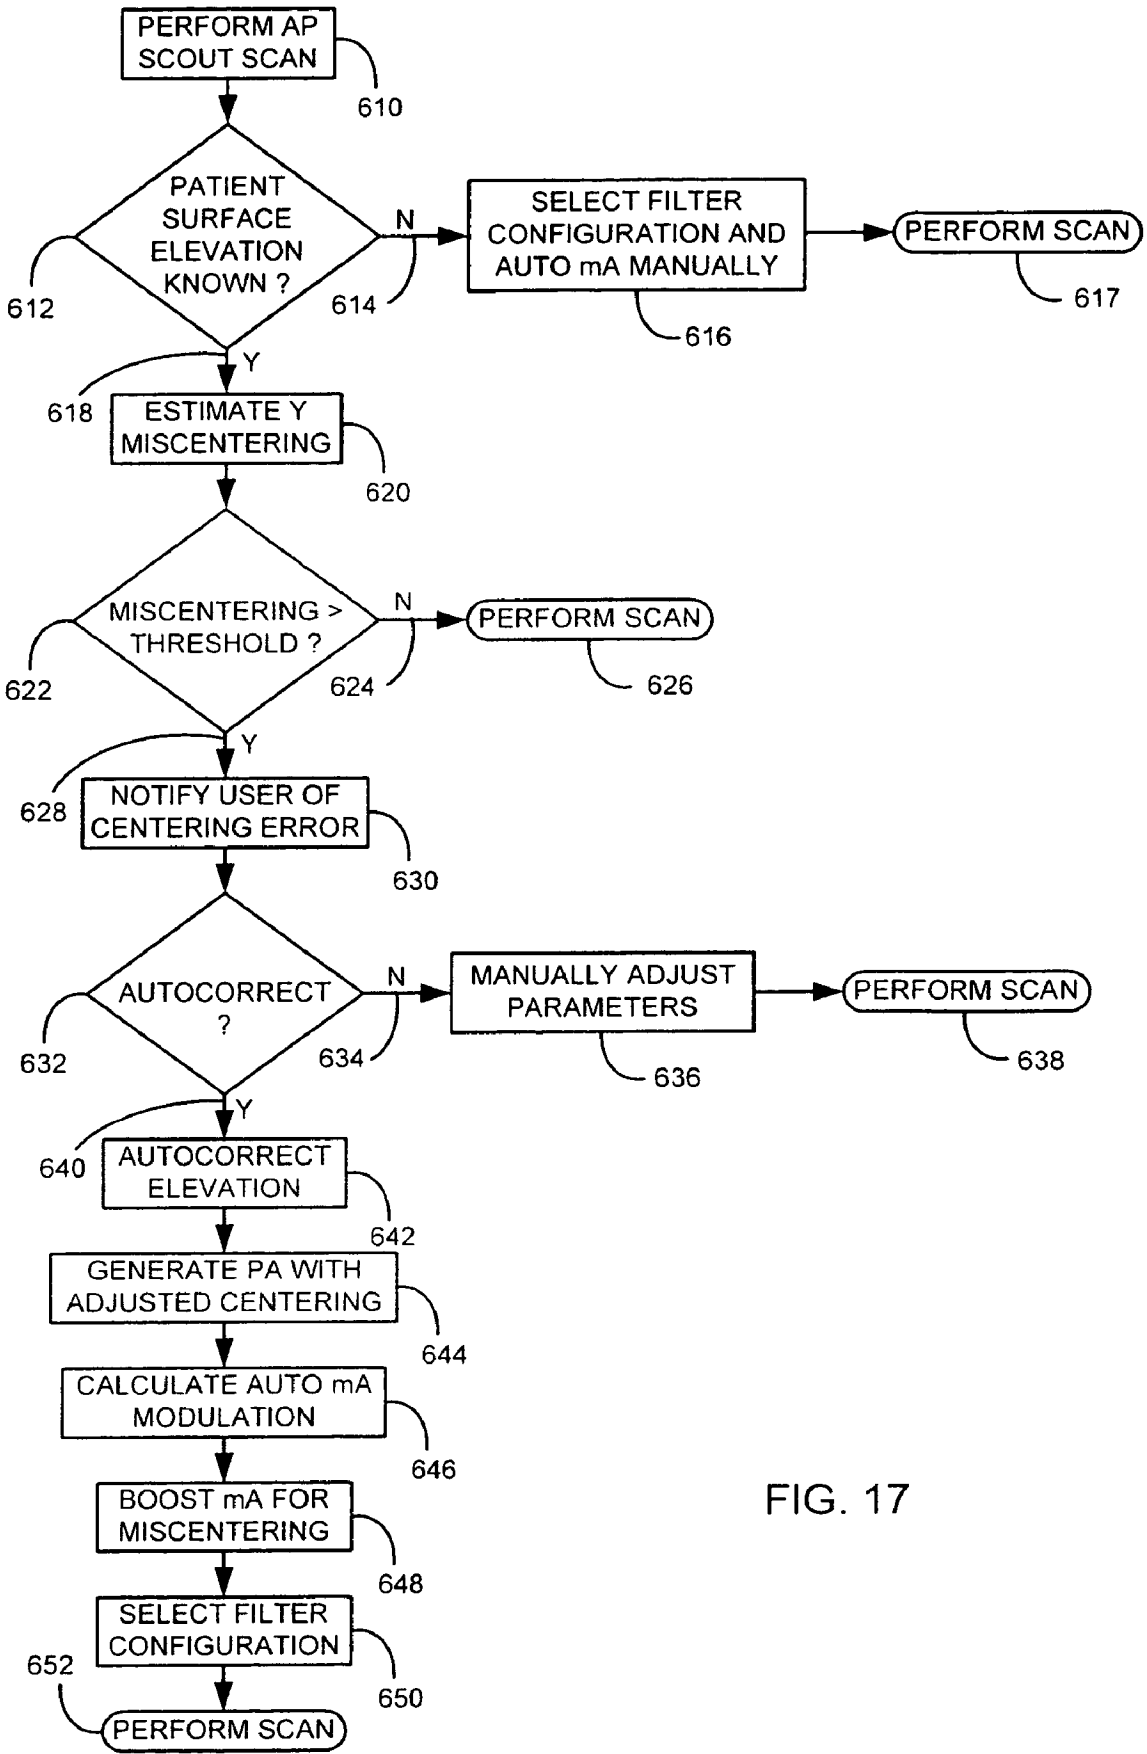 PERFORM AP
SCOUT SCAN
610
PATIENT
SURFACE
ELEVATION
KNOWN ?
612
N
614
SELECT FILTER
CONFIGURATION AND
AUTO mA MANUALLY
616
PERFORM SCAN
617
Y
618
ESTIMATE Y
MISCENTERING
620
MISCENTERING >
THRESHOLD ?
622
N
624
PERFORM SCAN
626
Y
628
NOTIFY USER OF
CENTERING ERROR
630
AUTOCORRECT
?
632
N
634
MANUALLY ADJUST
PARAMETERS
636
PERFORM SCAN
638
Y
640
AUTOCORRECT
ELEVATION
642
GENERATE PA WITH
ADJUSTED CENTERING
644
CALCULATE AUTO mA
MODULATION
646
BOOST mA FOR
MISCENTERING
648
SELECT FILTER
CONFIGURATION
650
652
PERFORM SCAN
FIG. 17